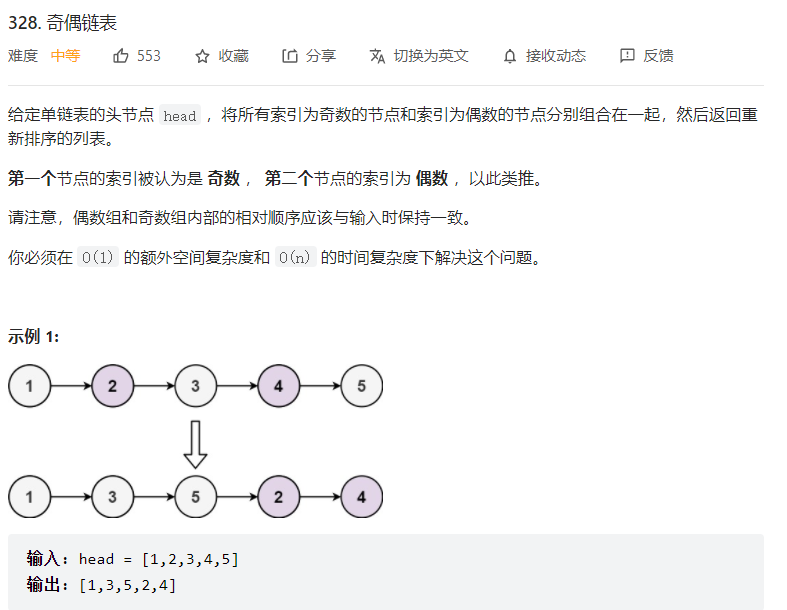 328. 奇偶链表
难度 中等 553 收藏 分享 切换为英文 接收动态 反馈
给定单链表的头节点 head ，将所有索引为奇数的节点和索引为偶数的节点分别组合在一起，然后返回重
新排序的列表。
第一个节点的索引被认为是 奇数 ， 第二个节点的索引为 偶数 ，以此类推。
请注意，偶数组和奇数组内部的相对顺序应该与输入时保持一致。
你必须在 O(1) 的额外空间复杂度和 O(n) 的时间复杂度下解决这个问题。
示例 1:
1 2 3 4 5
1 3 5 2 4
输入: head = [1,2,3,4,5]
输出: [1,3,5,2,4]